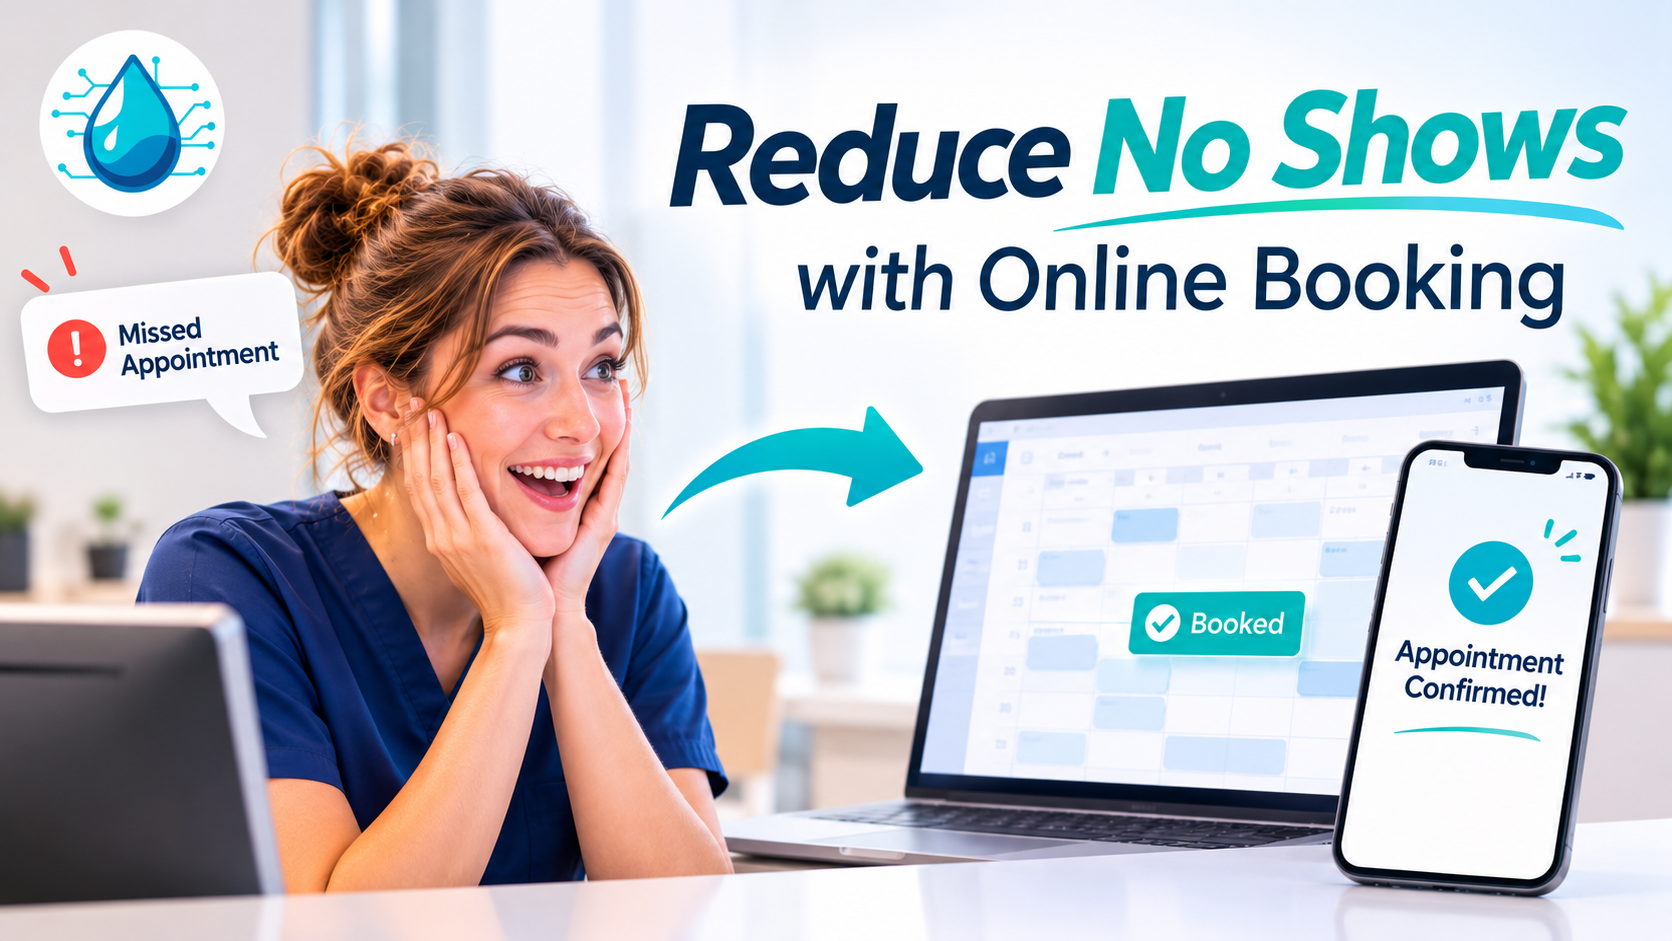 Reduce No Shows
with Online Booking
Missed
Appointment
Booked
Appointment
Confirmed!